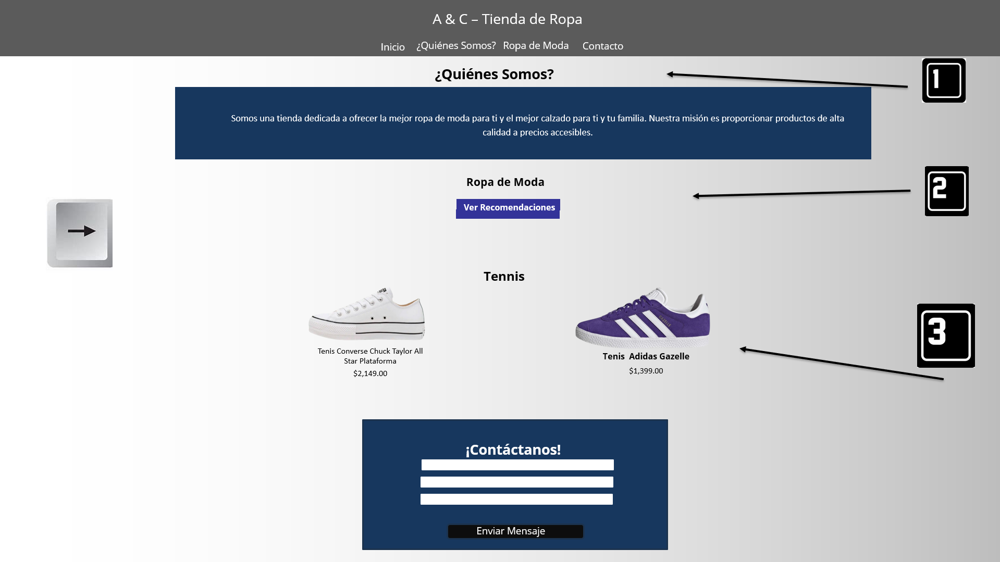 A & C – Tienda de Ropa
Inicio ¿Quiénes Somos? Ropa de Moda Contacto
¿Quiénes Somos?
1
Somos una tienda dedicada a ofrecer la mejor ropa de moda para ti y el mejor calzado para ti y tu familia. Nuestra misión es proporcionar productos de alta
calidad a precios accesibles.
Ropa de Moda
2
Ver Recomendaciones
Tennis
GAZELLE
3
Tenis Converse Chuck Taylor All
Star Plataforma
$2,149.00
Tenis  Adidas Gazelle
$1,399.00
¡Contáctanos!
Enviar Mensaje